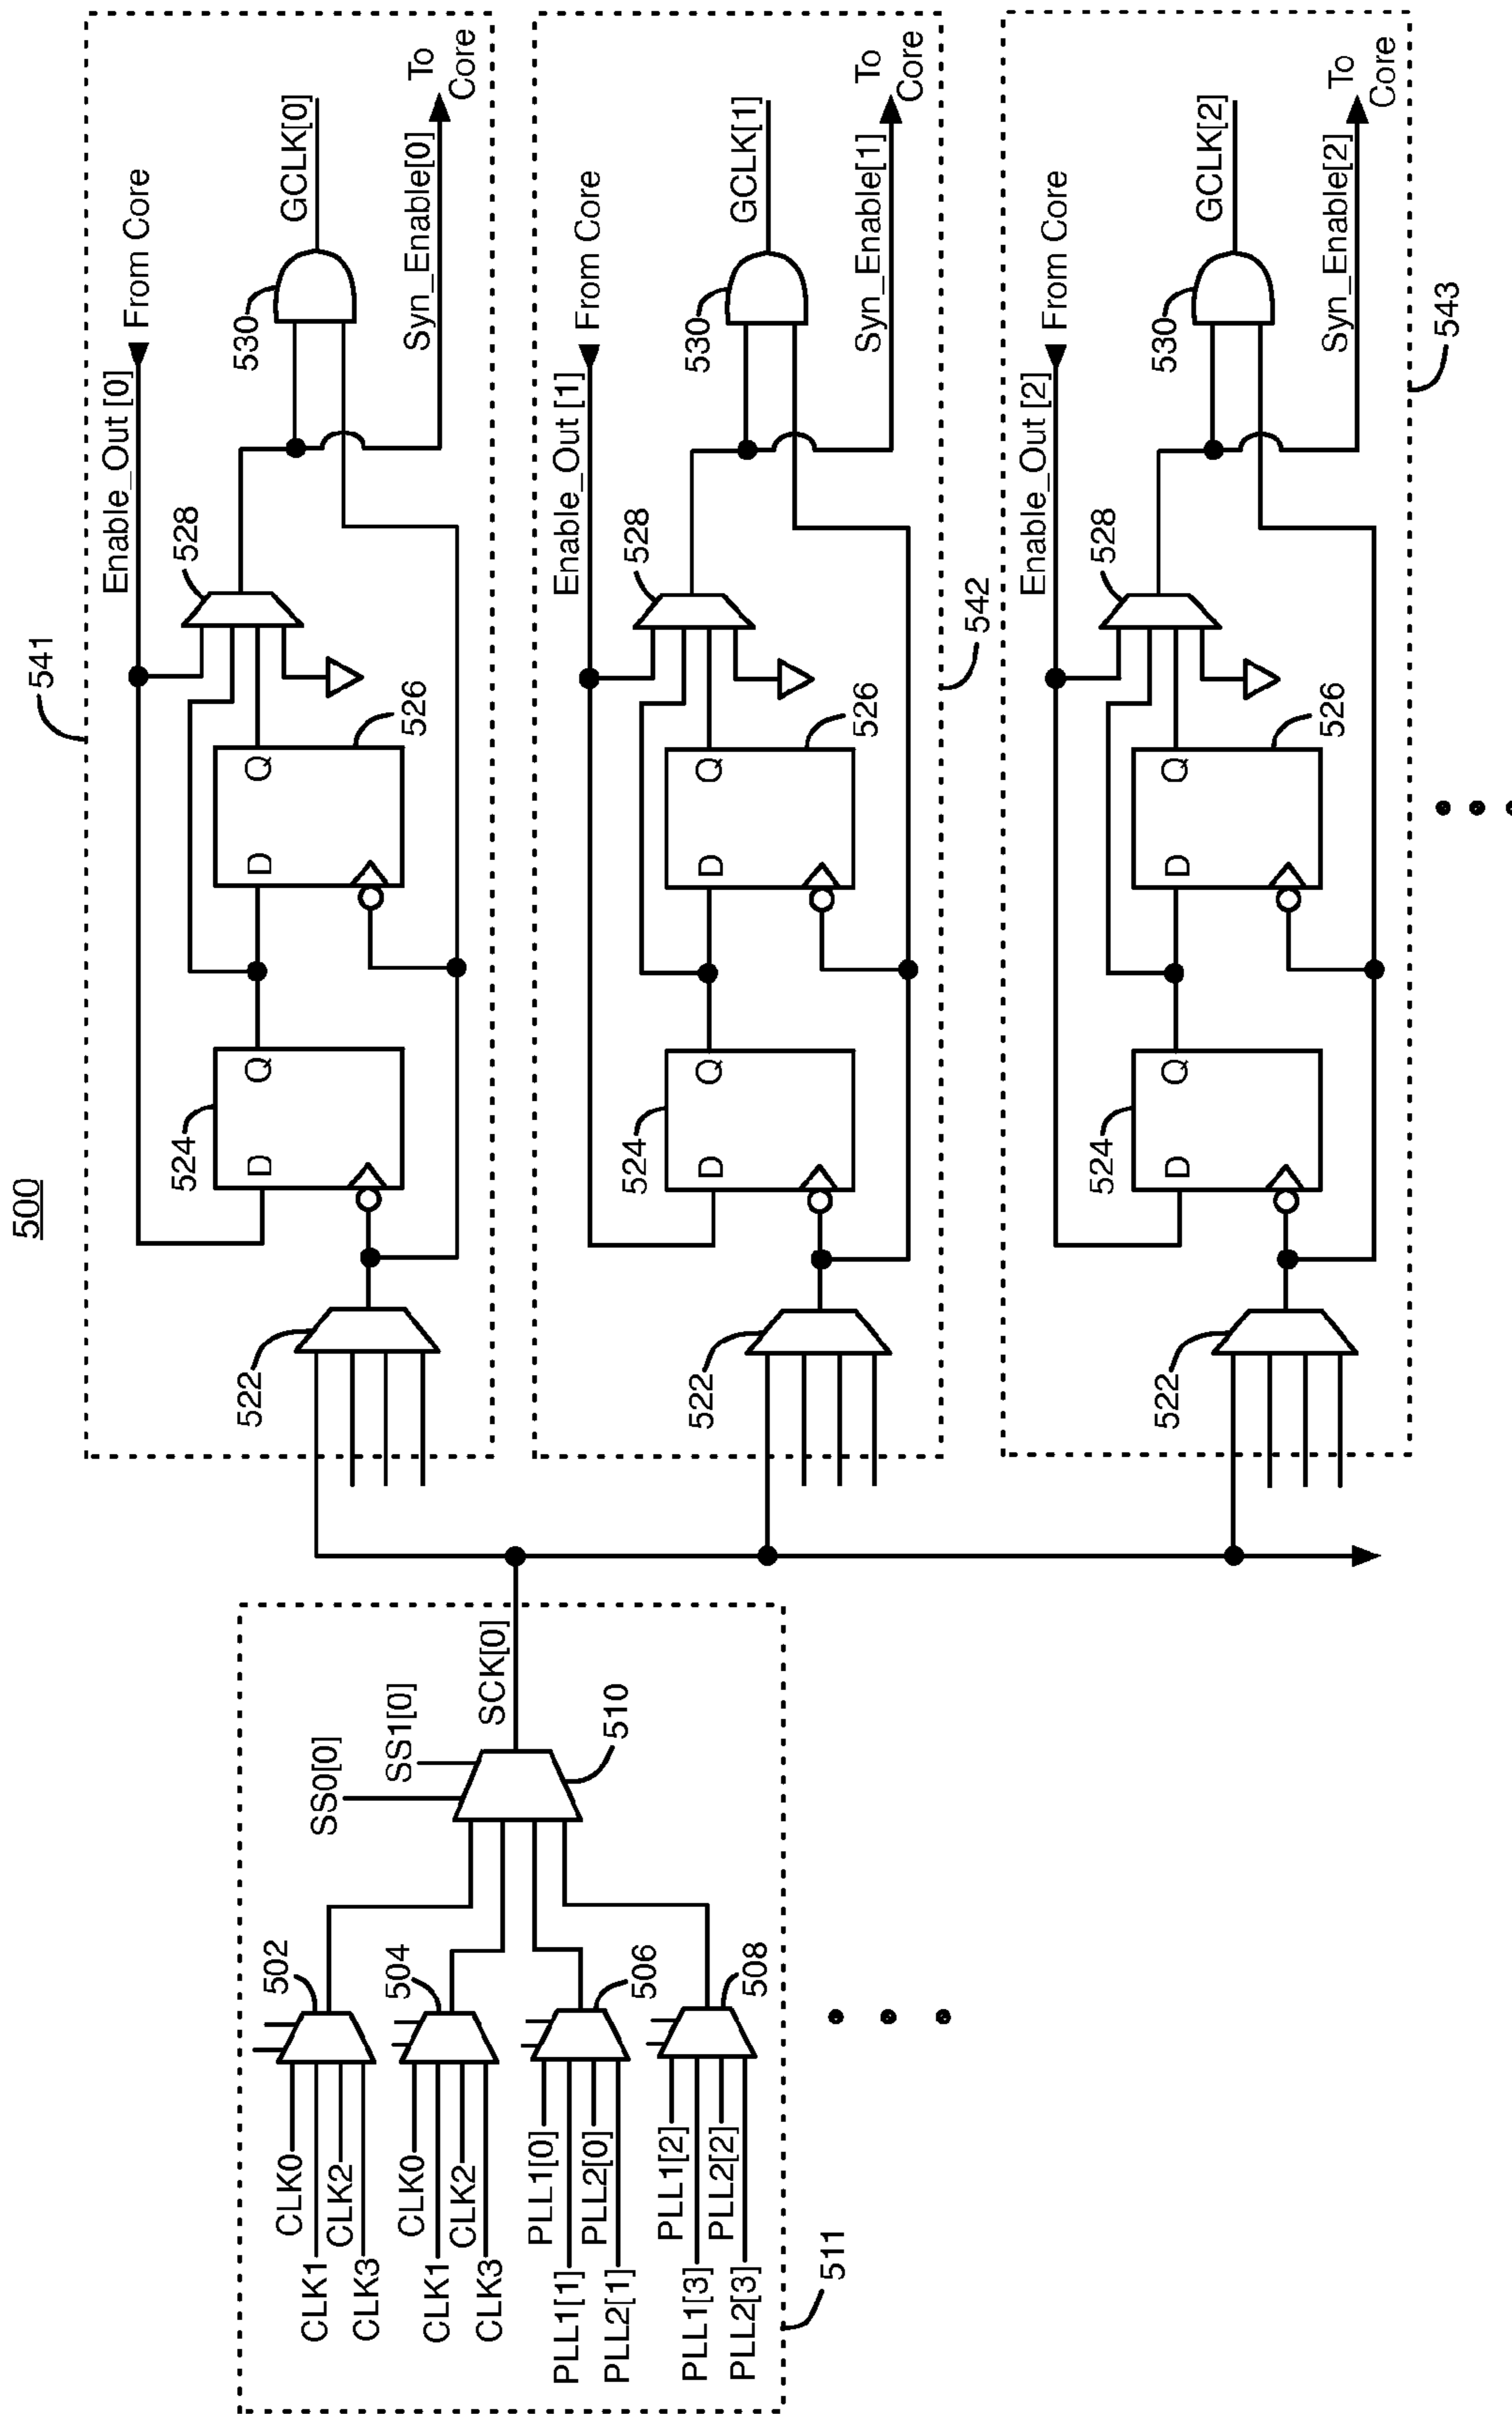 500
541
Enable_Out [0]
From Core
528
530
GCLK[0]
522
524
D
Q
D
Q
526
Syn_Enable[0]
To
Core
Enable_Out [1]
From Core
528
530
GCLK[1]
522
524
D
Q
D
Q
526
542
Syn_Enable[1]
To
Core
Enable_Out [2]
From Core
528
530
GCLK[2]
522
524
D
Q
D
Q
526
543
Syn_Enable[2]
To
Core
SS0[0]
SS1[0]
SCK[0]
510
502
CLK0
CLK1
CLK2
CLK3
504
CLK0
CLK1
CLK2
CLK3
506
PLL1[0]
PLL1[1]
PLL2[0]
PLL2[1]
508
PLL1[2]
PLL1[3]
PLL2[2]
PLL2[3]
511